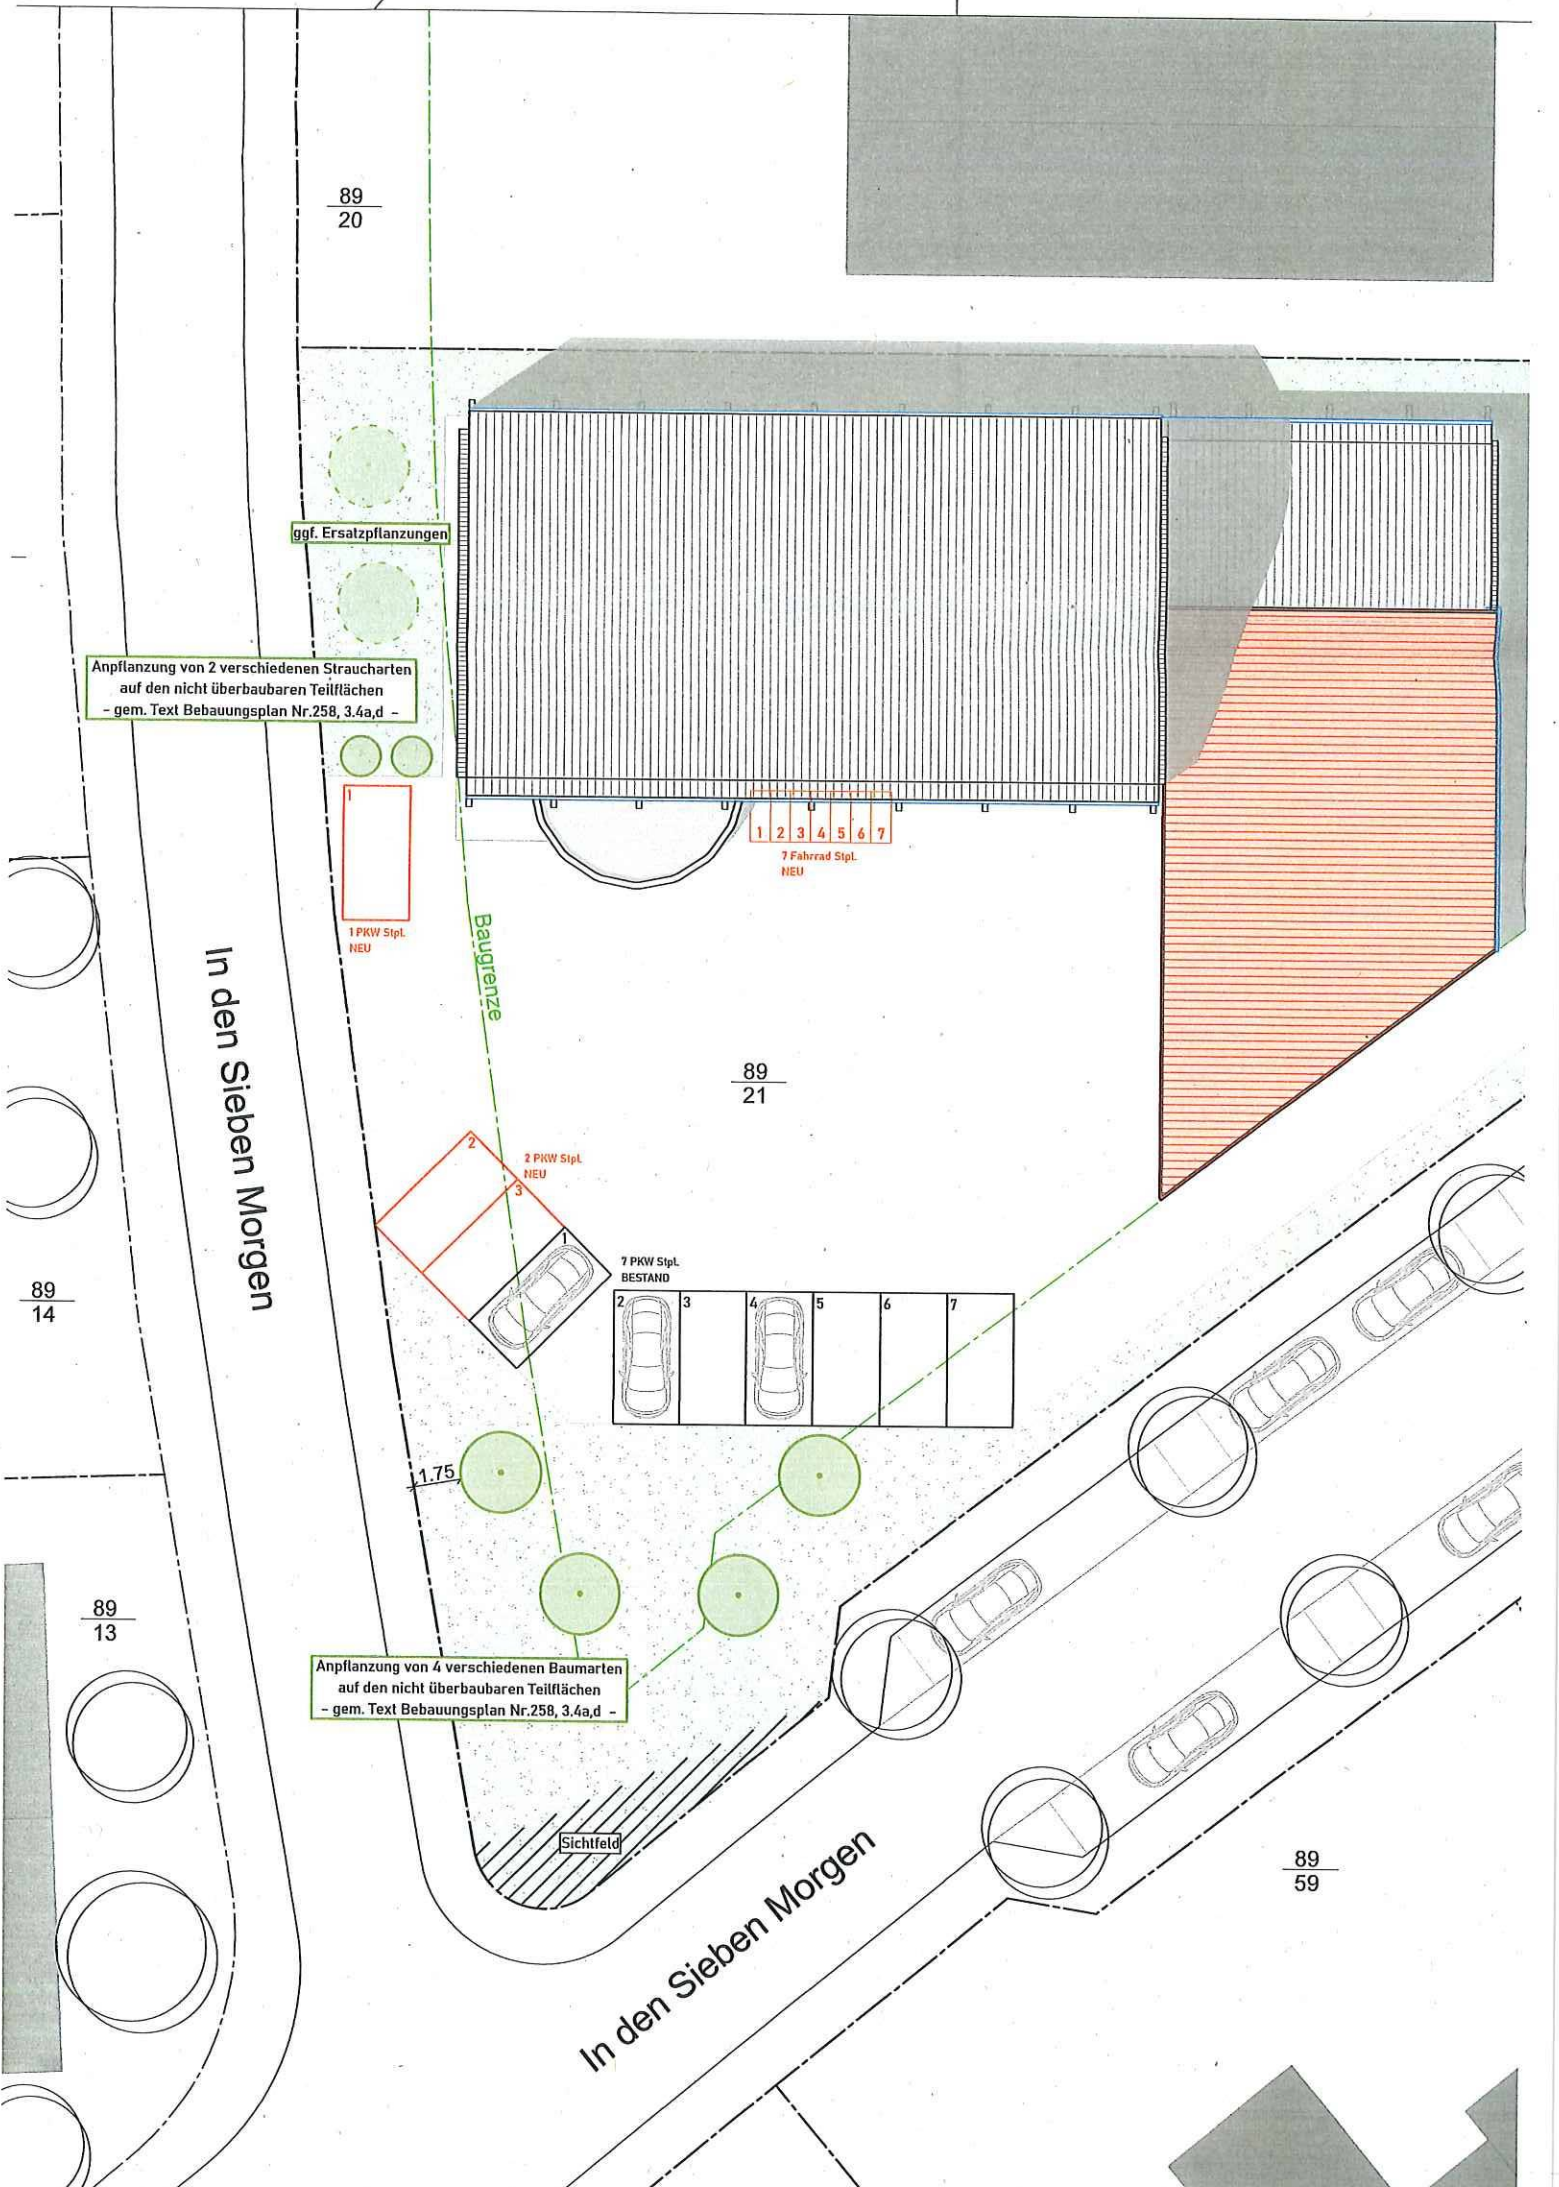 89
20
ggf. Ersatzpflanzungen
Anpflanzung von 2 verschiedenen Straucharten
auf den nicht überbaubaren Teilflächen
- gem. Text Bebauungsplan Nr.258, 3.4a,d -
1
1 PKW Stpl.
NEU
1 2 3 4 5 6 7
7 Fahrrad Stpl.
NEU
Baugrenze
In den Sieben Morgen
89
21
2
2 PKW Stpl.
NEU
3
1
7 PKW Stpl.
BESTAND
2 3 4 5 6 7
89
14
1.75
89
13
Anpflanzung von 4 verschiedenen Baumarten
auf den nicht überbaubaren Teilflächen
- gem. Text Bebauungsplan Nr.258, 3.4a,d -
Sichtfeld
In den Sieben Morgen
89
59